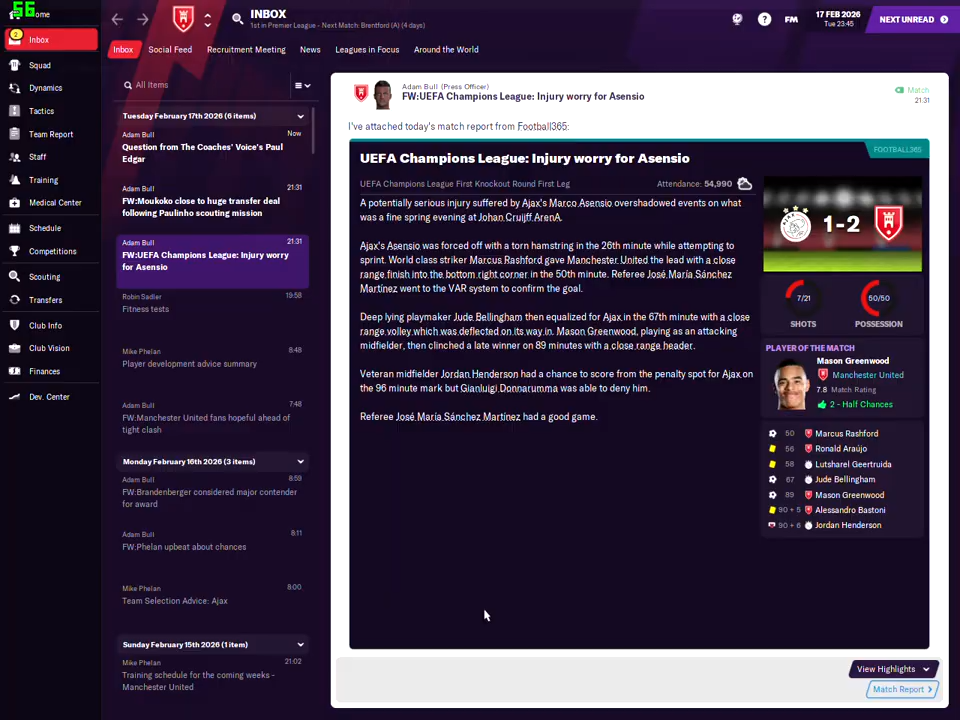 56
ome
INBOX
1st in Premier League - Next Match: Brentford (A) (4 days)
FM
17 FEB 2026
Tue 23:45
NEXT UNREAD
2
Inbox
Squad
Dynamics
Tactics
Team Report
Staff
Training
Medical Center
Schedule
Competitions
Scouting
Transfers
Club Info
Club Vision
Finances
Dev. Center
Inbox
Social Feed
Recruitment Meeting
News
Leagues in Focus
Around the World
All Items
Tuesday February 17th 2026 (6 items)
Adam Bull
Now
Question from The Coaches' Voice's Paul
Edgar
Adam Bull
21:31
FW:Moukoko close to huge transfer deal
following Paulinho scouting mission
Adam Bull
21:31
FW:UEFA Champions League: Injury worry
for Asensio
Robin Sadler
19:58
Fitness tests
Mike Phelan
8:48
Player development advice summary
Adam Bull
7:48
FW:Manchester United fans hopeful ahead of
tight clash
Monday February 16th 2026 (3 items)
Adam Bull
8:59
FW:Brandenberger considered major contender
for award
Adam Bull
8:11
FW:Phelan upbeat about chances
Mike Phelan
8:00
Team Selection Advice: Ajax
Sunday February 15th 2026 (1 item)
Mike Phelan
21:02
Training schedule for the coming weeks -
Manchester United
Adam Bull (Press Officer)
FW:UEFA Champions League: Injury worry for Asensio
Match
21:31
I've attached today's match report from Football365:
FOOTBALL365
UEFA Champions League: Injury worry for Asensio
UEFA Champions League First Knockout Round First Leg
Attendance: 54,990
A potentially serious injury suffered by Ajax's Marco Asensio overshadowed events on what
was a fine spring evening at Johan Cruijff ArenA.
Ajax's Asensio was forced off with a torn hamstring in the 26th minute while attempting to
sprint. World class striker Marcus Rashford gave Manchester United the lead with a close
range finish into the bottom right corner in the 50th minute. Referee José María Sánchez
Martínez went to the VAR system to confirm the goal.
Deep lying playmaker Jude Bellingham then equalized for Ajax in the 67th minute with a close
range volley which was deflected on its way in. Mason Greenwood, playing as an attacking
midfielder, then clinched a late winner on 89 minutes with a close range header.
Veteran midfielder Jordan Henderson had a chance to score from the penalty spot for Ajax on
the 96 minute mark but Gianluigi Donnarumma was able to deny him.
Referee José María Sánchez Martínez had a good game.
1-2
7/21
SHOTS
50/50
POSSESSION
PLAYER OF THE MATCH
Mason Greenwood
Manchester United
7.8 Match Rating
2 - Half Chances
50 Marcus Rashford
56 Ronald Araújo
58 Lutsharel Geertruida
67 Jude Bellingham
89 Mason Greenwood
90 + 5 Alessandro Bastoni
90 + 6 Jordan Henderson
View Highlights
Match Report